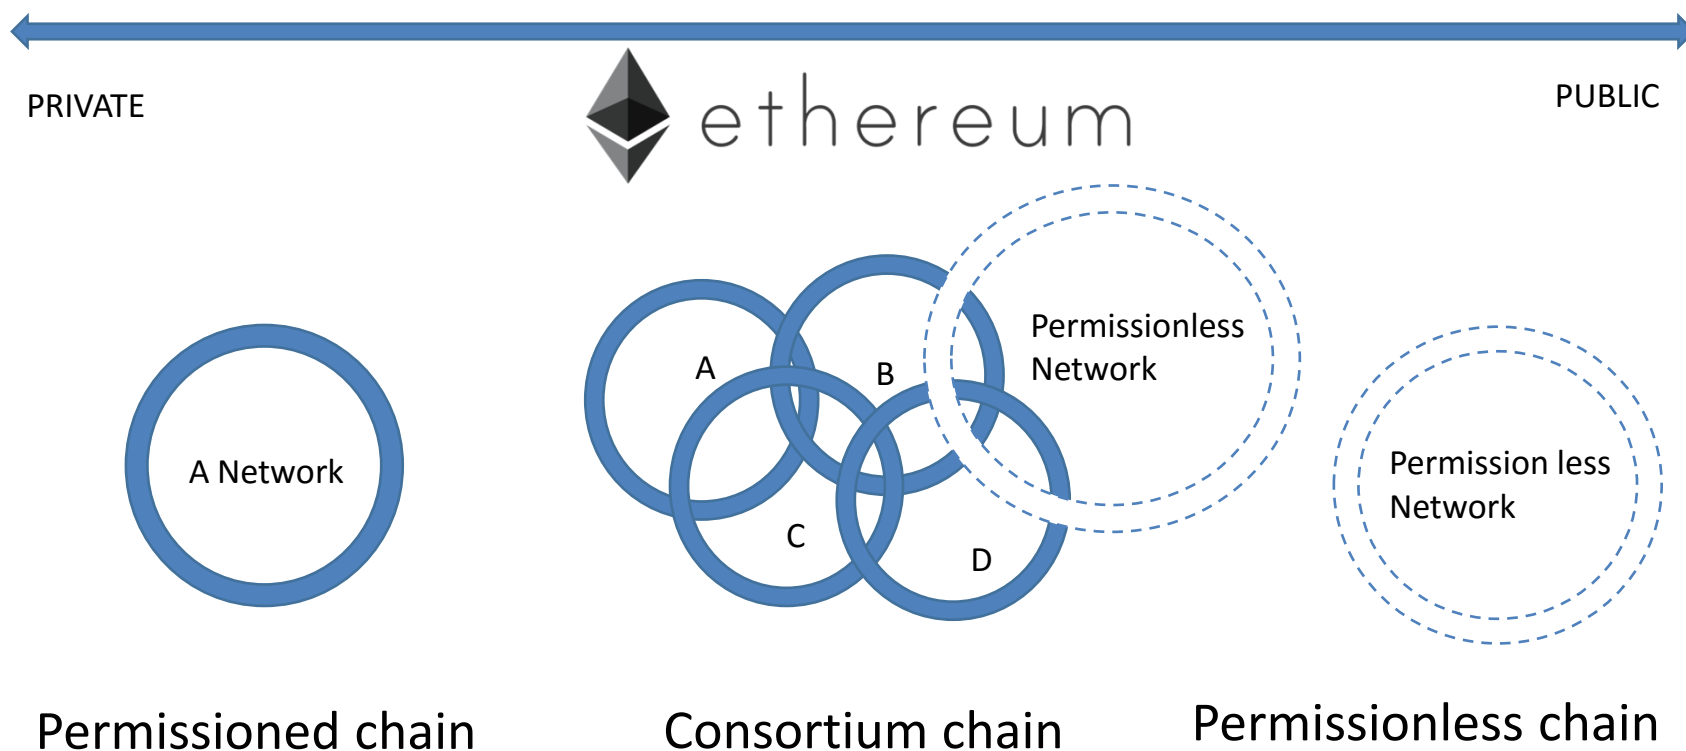 PRIVATE
ethereum
PUBLIC
A
B
Permissionless
Network
A Network
C
D
Permission less
Network
Permissioned chain
Consortium chain
Permissionless chain